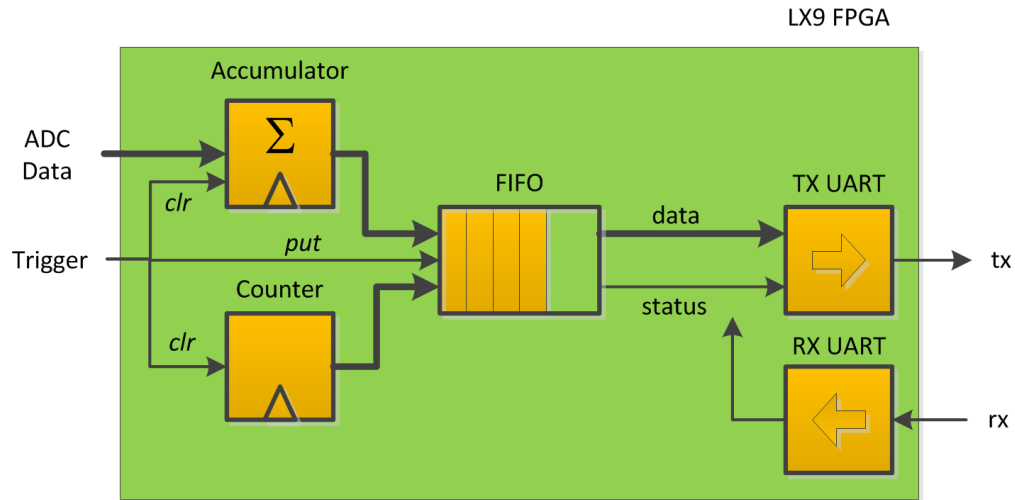 LX9 FPGA
Accumulator
ADC
Data
Σ
clr
FIFO
TX UART
data
put
Trigger
tx
Counter
status
clr
RX UART
rx